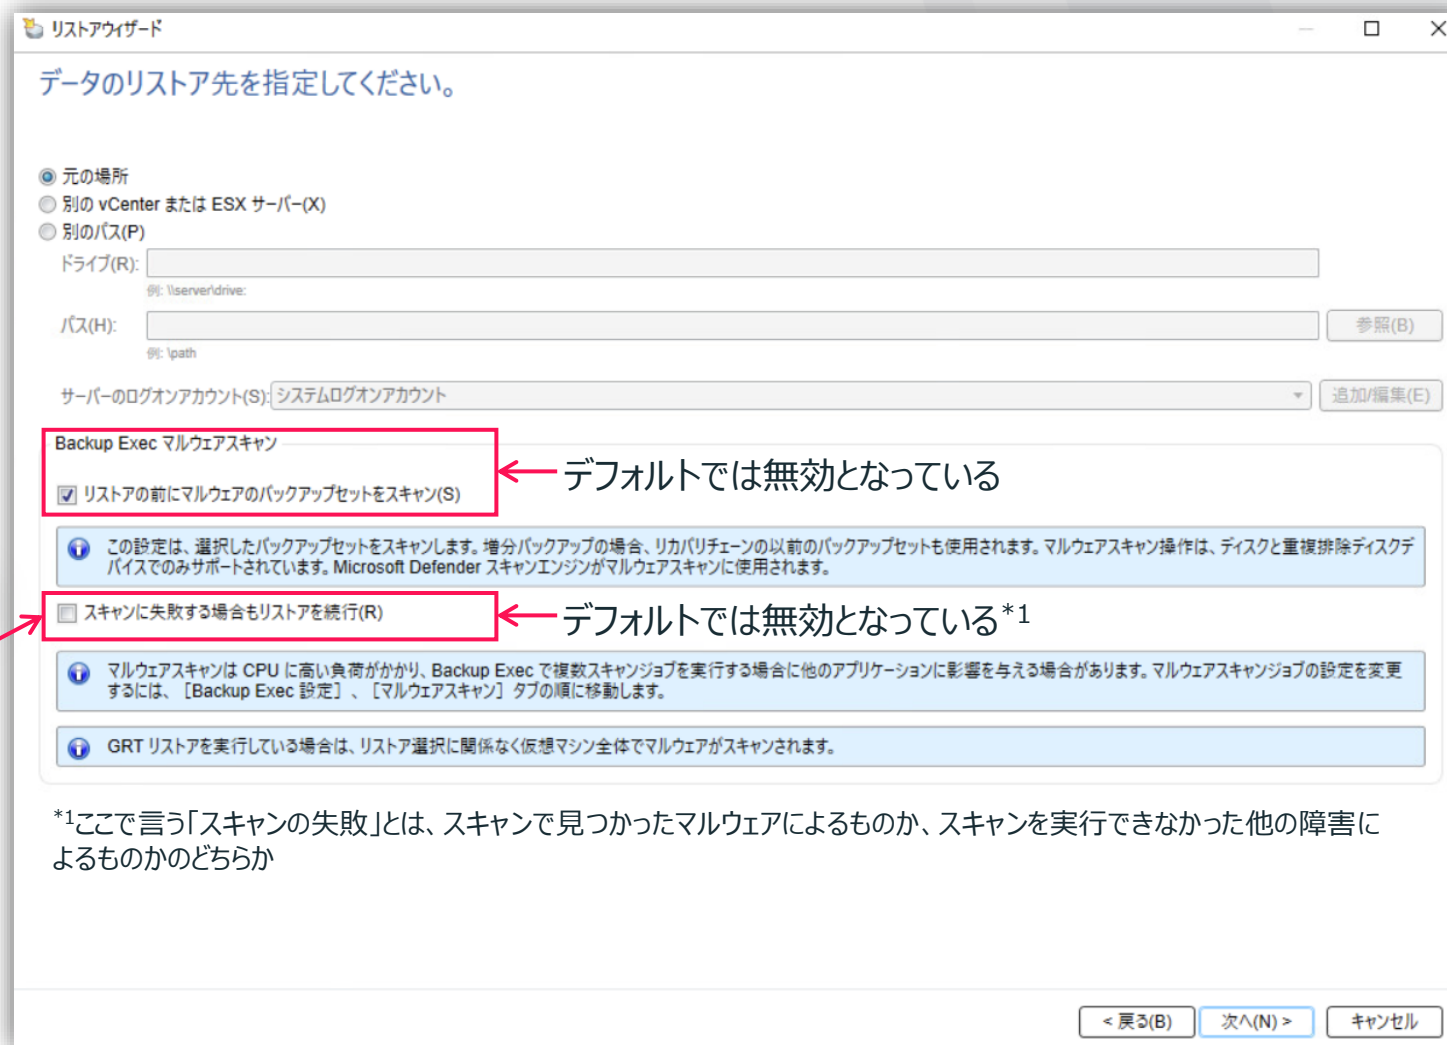 リストアウィザード
データのリストア先を指定してください。
元の場所
別の vCenter または ESX サーバー(X)
別のパス(P)
ドライブ(R):
例: \\server\drive:
パス(H):
参照(B)
例: \path
サーバーのログオンアカウント(S): システムログオンアカウント
追加/編集(E)
Backup Exec マルウェアスキャン
デフォルトでは無効となっている
リストアの前にマルウェアのバックアップセットをスキャン(S)
この設定は、選択したバックアップセットをスキャンします。増分バックアップの場合、リカバリチェーンの以前のバックアップセットも使用されます。マルウェアスキャン操作は、ディスクと重複排除ディスクデ
バイスでのみサポートされています。Microsoft Defender スキャンエンジンがマルウェアスキャンに使用されます。
スキャンに失敗する場合もリストアを続行(R)
デフォルトでは無効となっている*1
マルウェアスキャンは CPU に高い負荷がかかり、Backup Exec で複数スキャンジョブを実行する場合に他のアプリケーションに影響を与える場合があります。マルウェアスキャンジョブの設定を変更
するには、［Backup Exec 設定］、［マルウェアスキャン］タブの順に移動します。
GRT リストアを実行している場合は、リストア選択に関係なく仮想マシン全体でマルウェアがスキャンされます。
*1ここで言う「スキャンの失敗」とは、スキャンで見つかったマルウェアによるものか、スキャンを実行できなかった他の障害に
よるものかのどちらか
< 戻る(B)
次へ(N) >
キャンセル